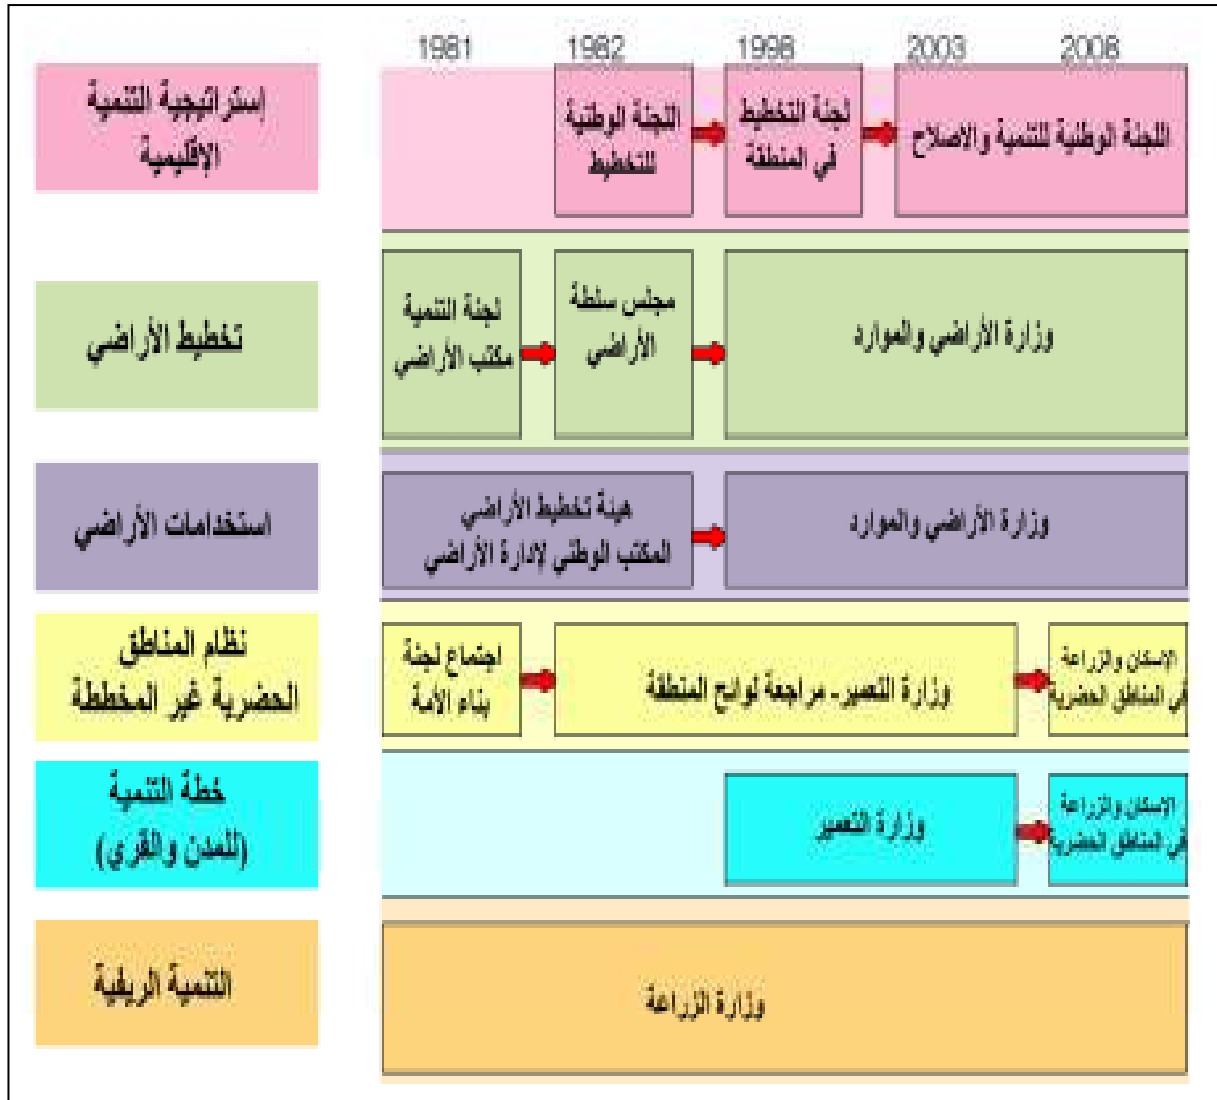 1981 1982 1998 2003 2008
إستراتيجية التنمية
الإقليمية
اللجنة الوطنية
للتخطيط
لجنة التخطيط
في المنطقة
اللجنة الوطنية للتنمية والاصلاح
تخطيط الأراضي
لجنة التنمية
مكتب الأراضي
مجلس سلطة
الأراضي
وزارة الأراضي والموارد
استخدامات الأراضي
هيئة تخطيط الأراضي
المكتب الوطني لإدارة الأراضي
وزارة الأراضي والموارد
نظام المناطق
الحضرية غير المخططة
اجتماع لجنة
بناء الأمة
وزارة التعمير- مراجعة لوائح المنطقة
الإسكان والزراعة
في المناطق الحضرية
خطة التنمية
(للمدن والقري)
وزارة التعمير
الإسكان والزراعة
في المناطق الحضرية
التنمية الريفية
وزارة الزراعة